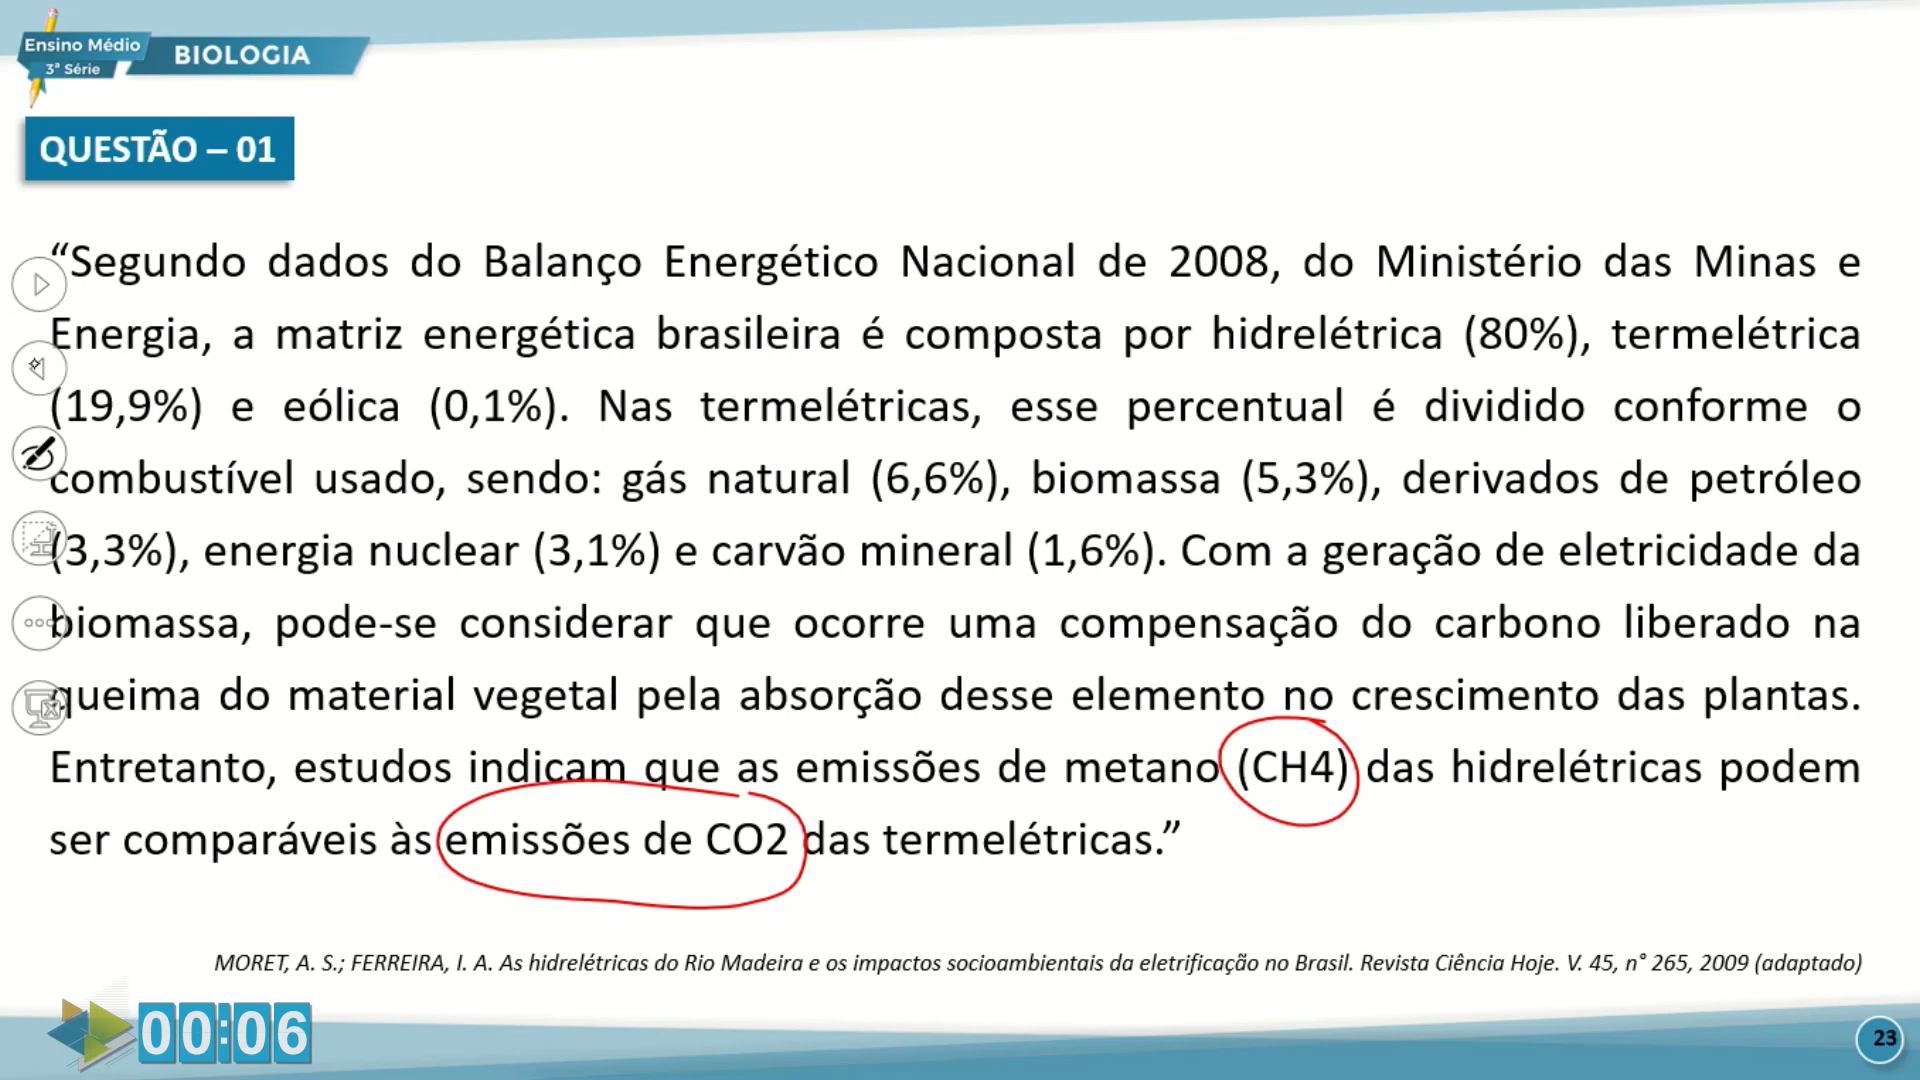 Ensino Médio
3ª Série
BIOLOGIA
QUESTÃO – 01
“Segundo dados do Balanço Energético Nacional de 2008, do Ministério das Minas e
Energia, a matriz energética brasileira é composta por hidrelétrica (80%), termelétrica
(19,9%) e eólica (0,1%). Nas termelétricas, esse percentual é dividido conforme o
combustível usado, sendo: gás natural (6,6%), biomassa (5,3%), derivados de petróleo
(3,3%), energia nuclear (3,1%) e carvão mineral (1,6%). Com a geração de eletricidade da
biomassa, pode-se considerar que ocorre uma compensação do carbono liberado na
queima do material vegetal pela absorção desse elemento no crescimento das plantas.
Entretanto, estudos indicam que as emissões de metano (CH4) das hidrelétricas podem
ser comparáveis às emissões de CO2 das termelétricas.”
MORET, A. S.; FERREIRA, I. A. As hidrelétricas do Rio Madeira e os impactos socioambientais da eletrificação no Brasil. Revista Ciência Hoje. V. 45, n° 265, 2009 (adaptado)
00:06
23